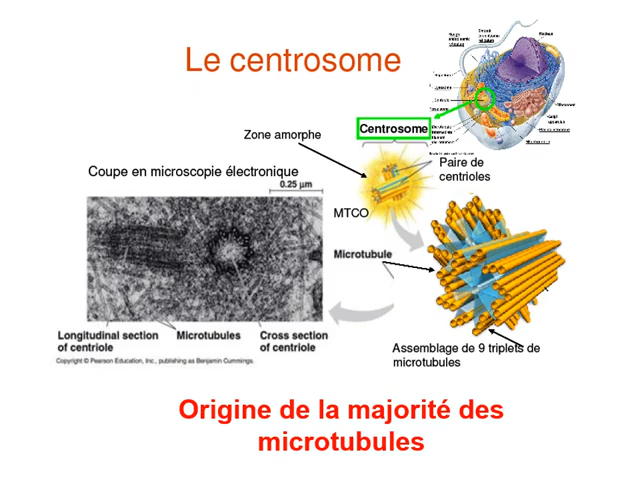 Le centrosome
Centrosome
Zone amorphe
Paire de
centrioles
Coupe en microscopie électronique
0.25 µm
MTCO
Microtubule
Longitudinal section
of centriole
Microtubules
Cross section
of centriole
Copyright © Pearson Education, Inc., publishing as Benjamin Cummings.
Assemblage de 9 triplets de
microtubules
Origine de la majorité des
microtubules